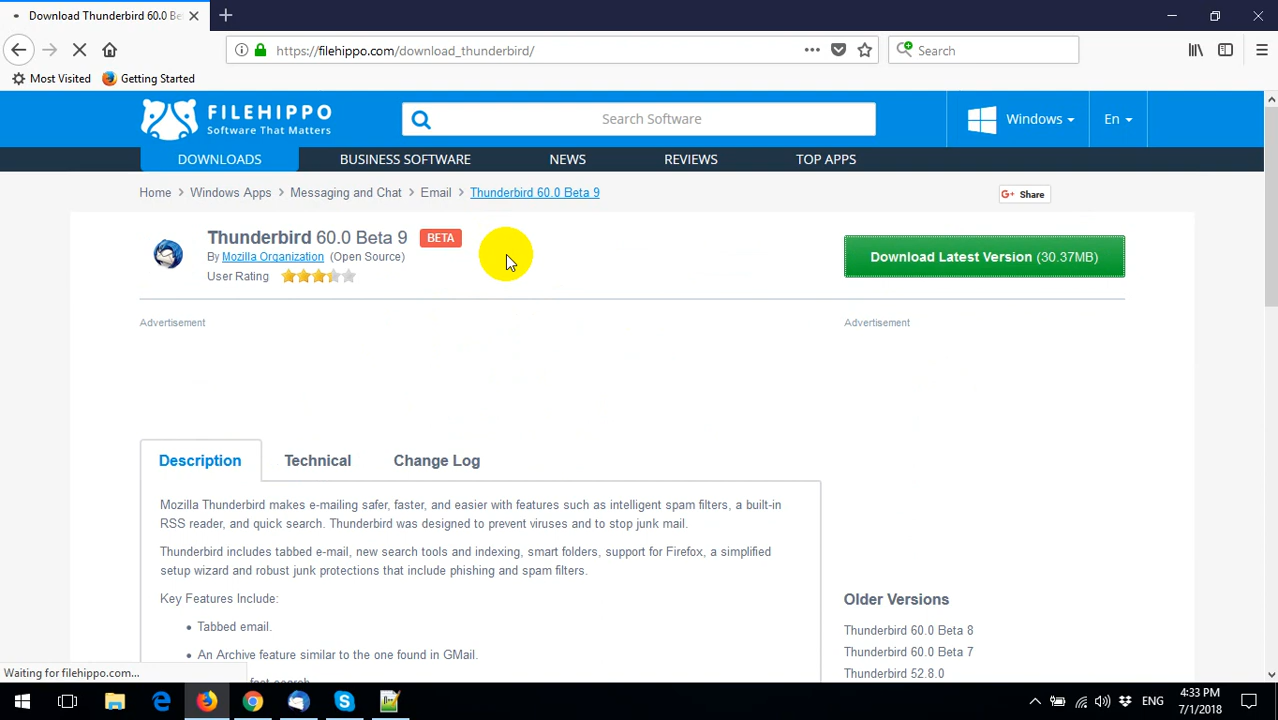 Download Thunderbird 60.0 Be
https://filehippo.com/download_thunderbird/
Search
Most Visited
Getting Started
FILEHIPPO
Software That Matters
Search Software
Windows
En
DOWNLOADS
BUSINESS SOFTWARE
NEWS
REVIEWS
TOP APPS
Home > Windows Apps > Messaging and Chat > Email > Thunderbird 60.0 Beta 9
G+ Share
Thunderbird 60.0 Beta 9 BETA
By Mozilla Organization (Open Source)
User Rating
Download Latest Version (30.37MB)
Advertisement
Advertisement
Description
Technical
Change Log
Mozilla Thunderbird makes e-mailing safer, faster, and easier with features such as intelligent spam filters, a built-in
RSS reader, and quick search. Thunderbird was designed to prevent viruses and to stop junk mail.
Thunderbird includes tabbed e-mail, new search tools and indexing, smart folders, support for Firefox, a simplified
setup wizard and robust junk protections that include phishing and spam filters.
Key Features Include:
• Tabbed email.
• An Archive feature similar to the one found in GMail.
fast search
Older Versions
Thunderbird 60.0 Beta 8
Thunderbird 60.0 Beta 7
Thunderbird 52.8.0
Waiting for filehippo.com...
ENG
4:33 PM
7/1/2018